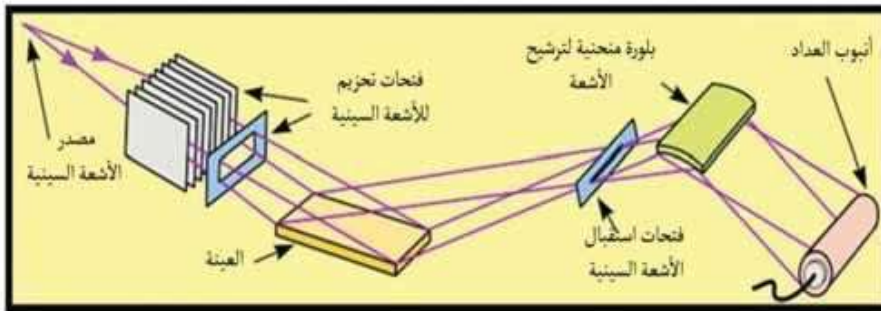 أنبوب العداد
بلورة منحنية لترشيح
الأشعة
فتحات تحزيم
للأشعة السينية
مصدر
الأشعة السينية
فتحات استقبال
الأشعة السينية
العينة